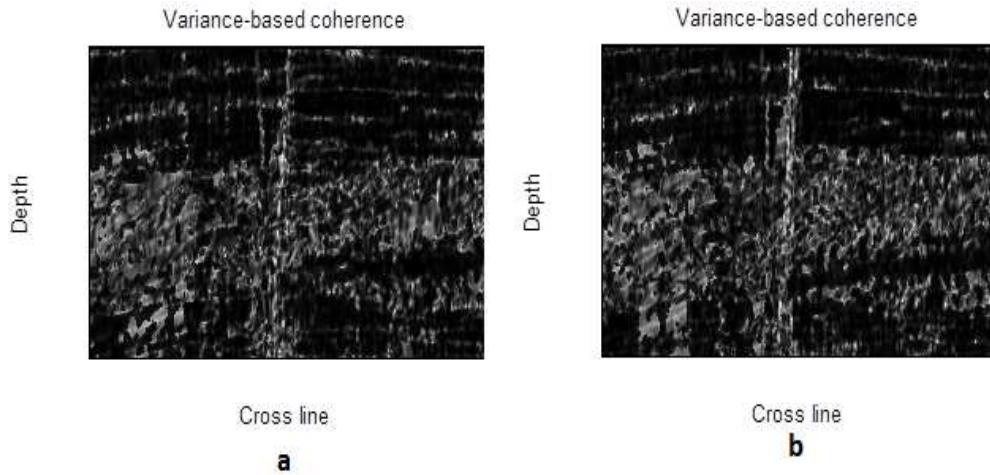 Variance-based coherence
Depth
Cross line
a
Variance-based coherence
Depth
Cross line
b